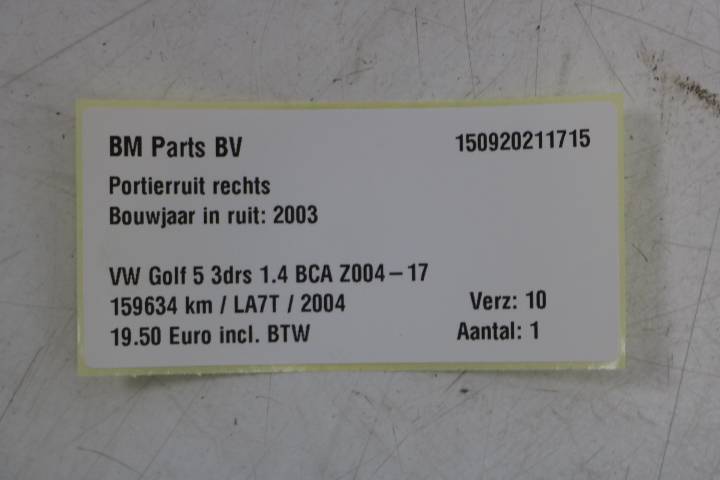 BM Parts BV 150920211715
Portierruit rechts
Bouwjaar in ruit: 2003
VW Golf 5 3drs 1.4 BCA Z004-17
159634 km / LA7T / 2004 Verz: 10
19.50 Euro incl. BTW Aantal: 1